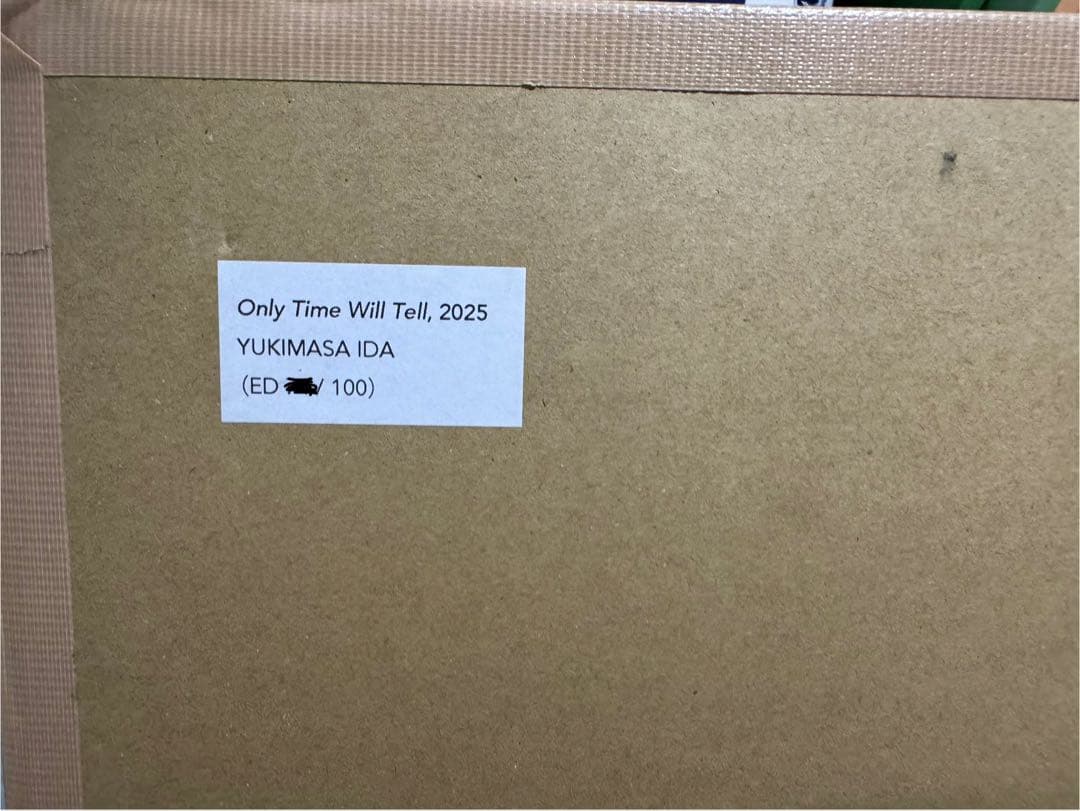 Only Time Will Tell, 2025
YUKIMASA IDA
(ED / 100)